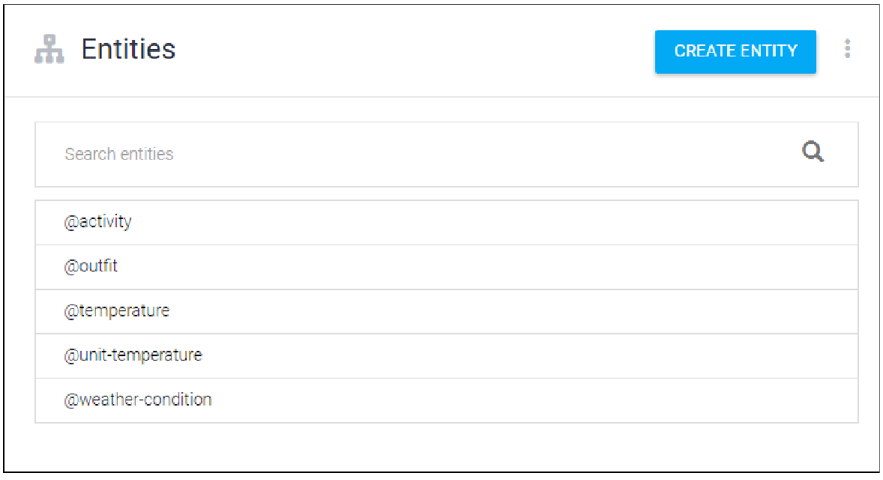 Entities
CREATE ENTITY
Search entities
@activity
@outfit
@temperature
@unit-temperature
@weather-condition